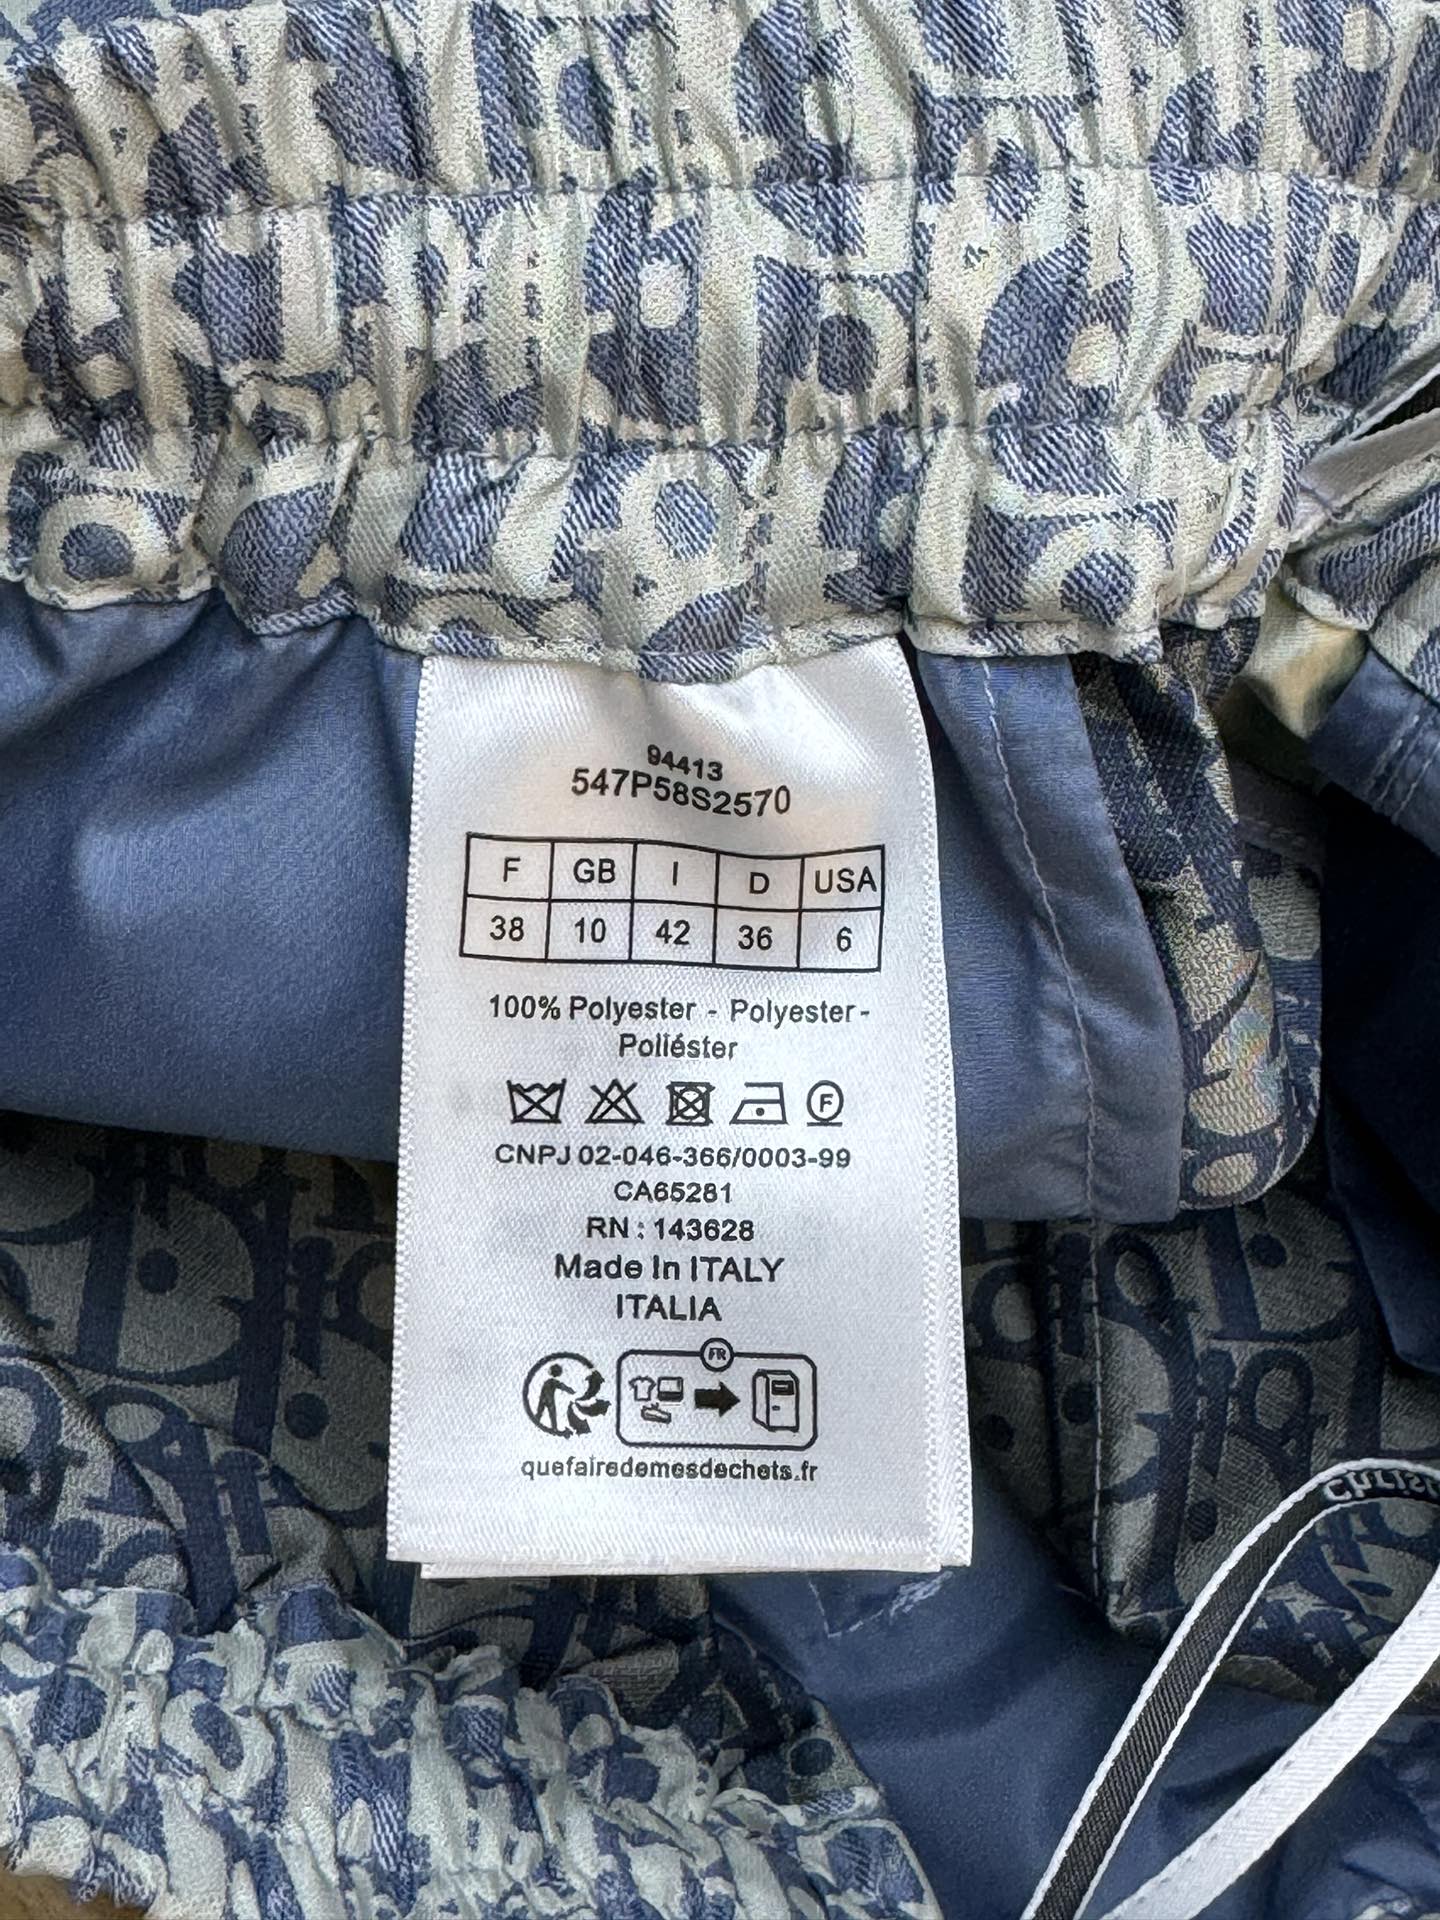 94413
547P58S2570
F GB I D USA
38 10 42 36 6
100% Polyester - Polyester -
Poliéster
F
CNPJ 02-046-366/0003-99
CA65281
RN : 143628
Made In ITALY
ITALIA
FR
quefairedemesdechets.fr